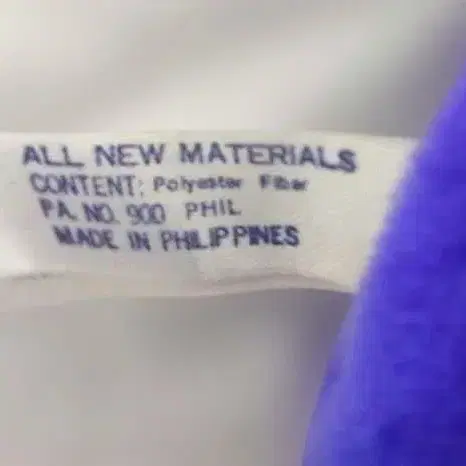 ALL NEW MATERIALS
CONTENT: Polyester Fiber
PA. NO. 900 PHIL
MADE IN PHILIPPINES